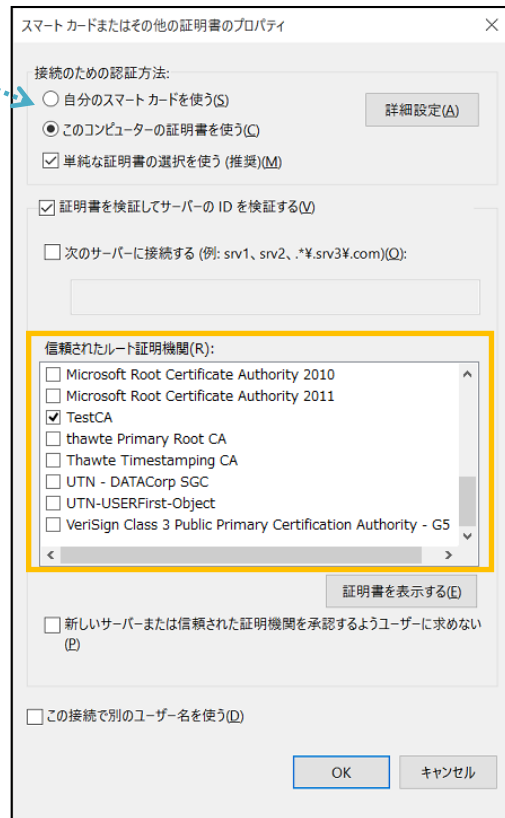 スマート カードまたはその他の証明書のプロパティ
接続のための認証方法:
自分のスマート カードを使う(S)
詳細設定(A)
このコンピューターの証明書を使う(C)
単純な証明書の選択を使う (推奨)(M)
証明書を検証してサーバーの ID を検証する(V)
次のサーバーに接続する (例: srv1、srv2、.*¥.srv3¥.com)(O):
信頼されたルート証明機関(R):
Microsoft Root Certificate Authority 2010
Microsoft Root Certificate Authority 2011
TestCA
thawte Primary Root CA
Thawte Timestamping CA
UTN - DATACorp SGC
UTN-USERFirst-Object
VeriSign Class 3 Public Primary Certification Authority - G5
証明書を表示する(E)
新しいサーバーまたは信頼された証明機関を承認するようユーザーに求めない
(P)
この接続で別のユーザー名を使う(D)
OK
キャンセル